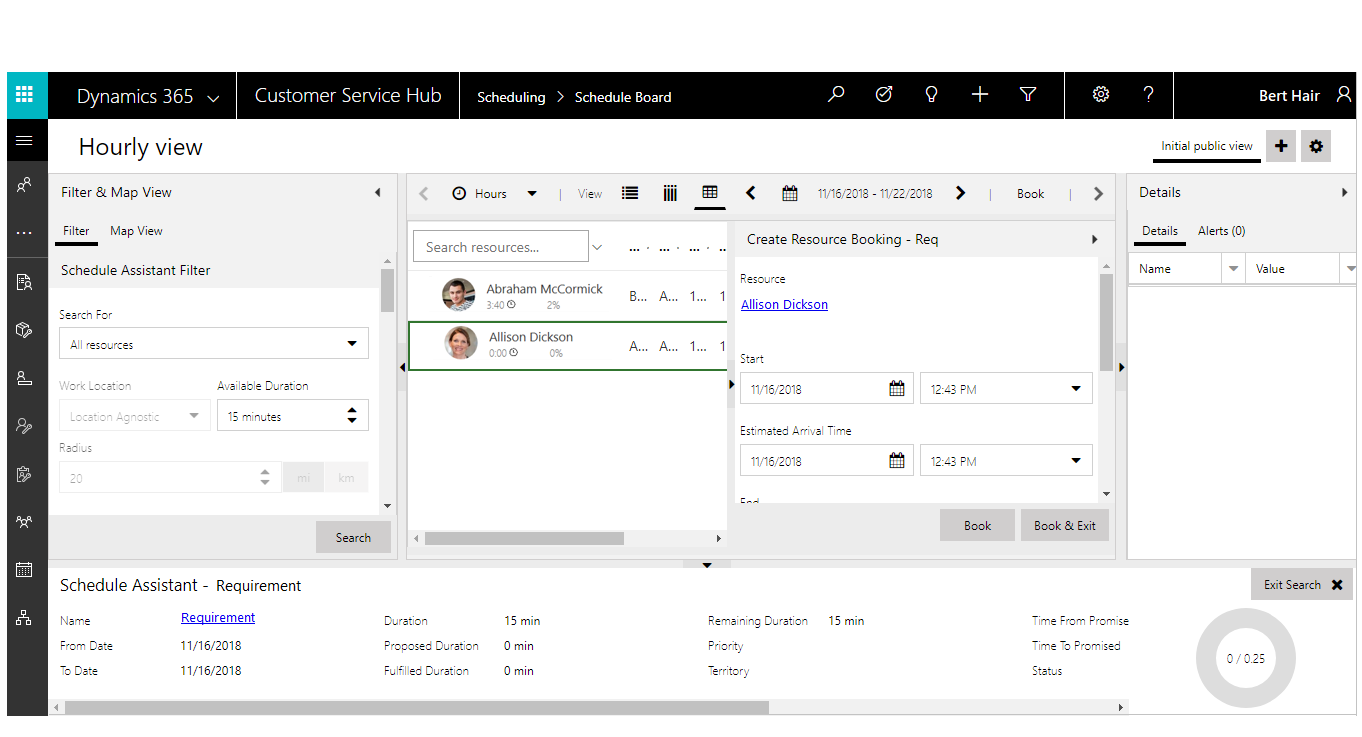 Dynamics 365 Customer Service Hub Scheduling > Schedule Board Bert Hair
Hourly view Initial public view
Filter & Map View
Filter Map View
Schedule Assistant Filter
Search For
All resources
Work Location Available Duration
Location Agnostic 15 minutes
Radius
20 mi km
Search
Hours View 11/16/2018 - 11/22/2018 Book
Search resources... ... · ... · ... · ..
Abraham McCormick
3:40 2% B... A... 1... 1
Allison Dickson
0:00 0% A... A... 1... 1
Create Resource Booking - Req
Resource
Allison Dickson
Start
11/16/2018 12:43 PM
Estimated Arrival Time
11/16/2018 12:43 PM
End
Book Book & Exit
Details
Details Alerts (0)
Name Value
Schedule Assistant - Requirement Exit Search
Name Requirement Duration 15 min Remaining Duration 15 min Time From Promise
From Date 11/16/2018 Proposed Duration 0 min Priority Time To Promised
To Date 11/16/2018 Fulfilled Duration 0 min Territory Status
0 / 0.25